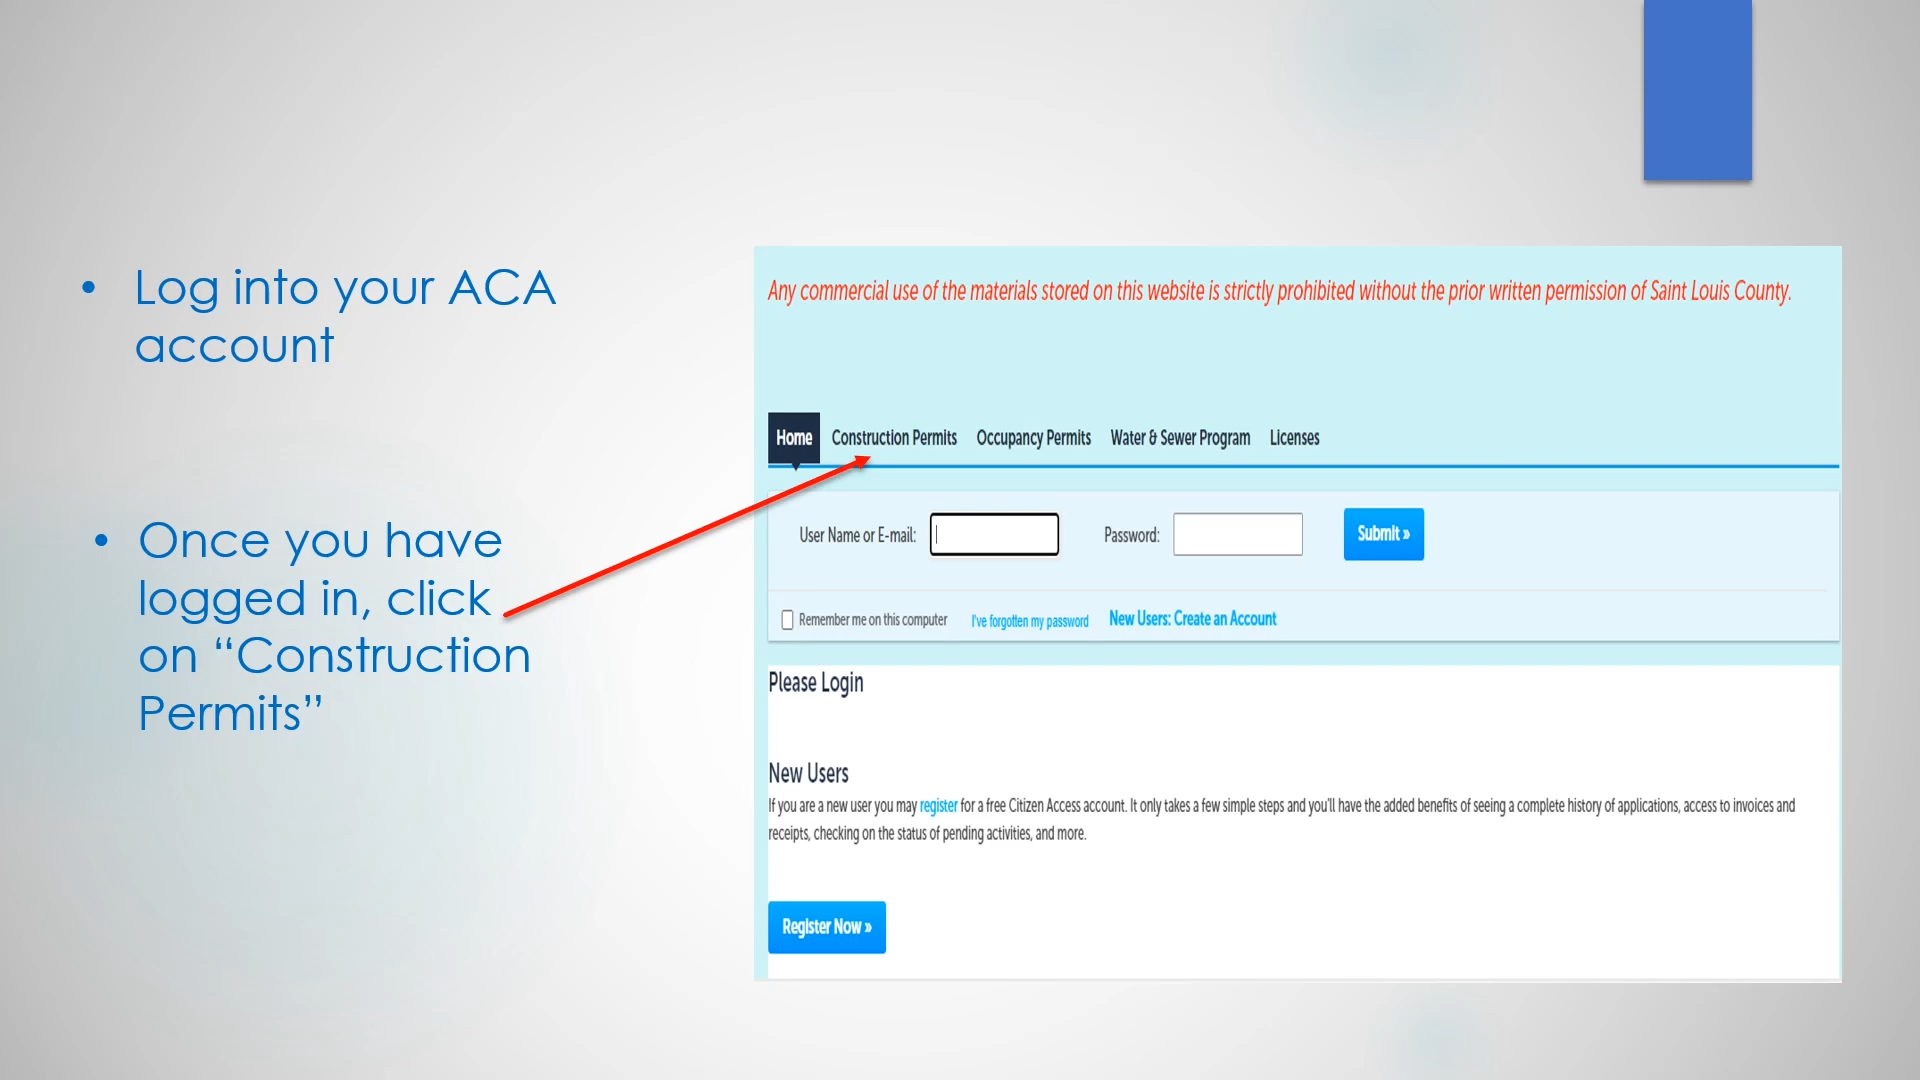 • Log into your ACA
account
• Once you have
logged in, click
on “Construction
Permits”
Any commercial use of the materials stored on this website is strictly prohibited without the prior written permission of Saint Louis County.
Home Construction Permits Occupancy Permits Water & Sewer Program Licenses
User Name or E-mail: Password: Submit »
Remember me on this computer I've forgotten my password New Users: Create an Account
Please Login
New Users
If you are a new user you may register for a free Citizen Access account. It only takes a few simple steps and you'll have the added benefits of seeing a complete history of applications, access to invoices and
receipts, checking on the status of pending activities, and more.
Register Now »